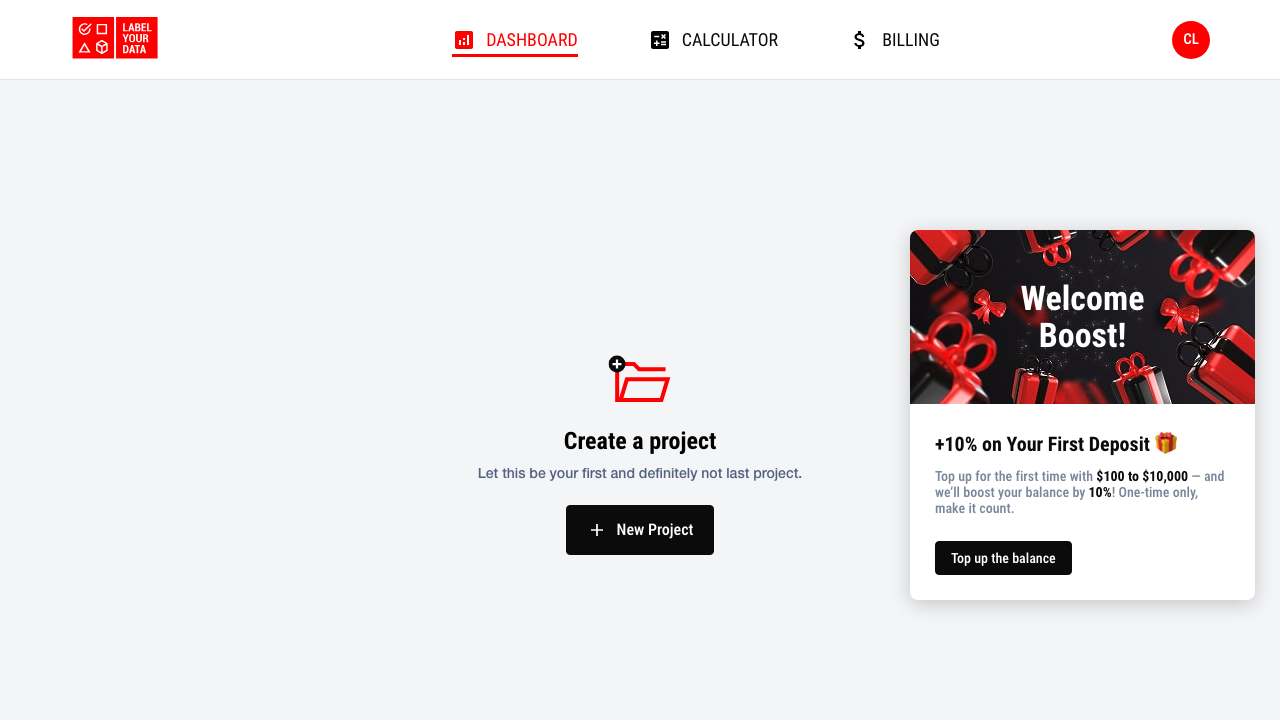 LABEL
YOUR
DATA
DASHBOARD
CALCULATOR
BILLING
CL
Create a project
Let this be your first and definitely not last project.
New Project
Welcome
Boost!
+10% on Your First Deposit 🎁
Top up for the first time with $100 to $10,000 — and
we’ll boost your balance by 10%! One-time only,
make it count.
Top up the balance